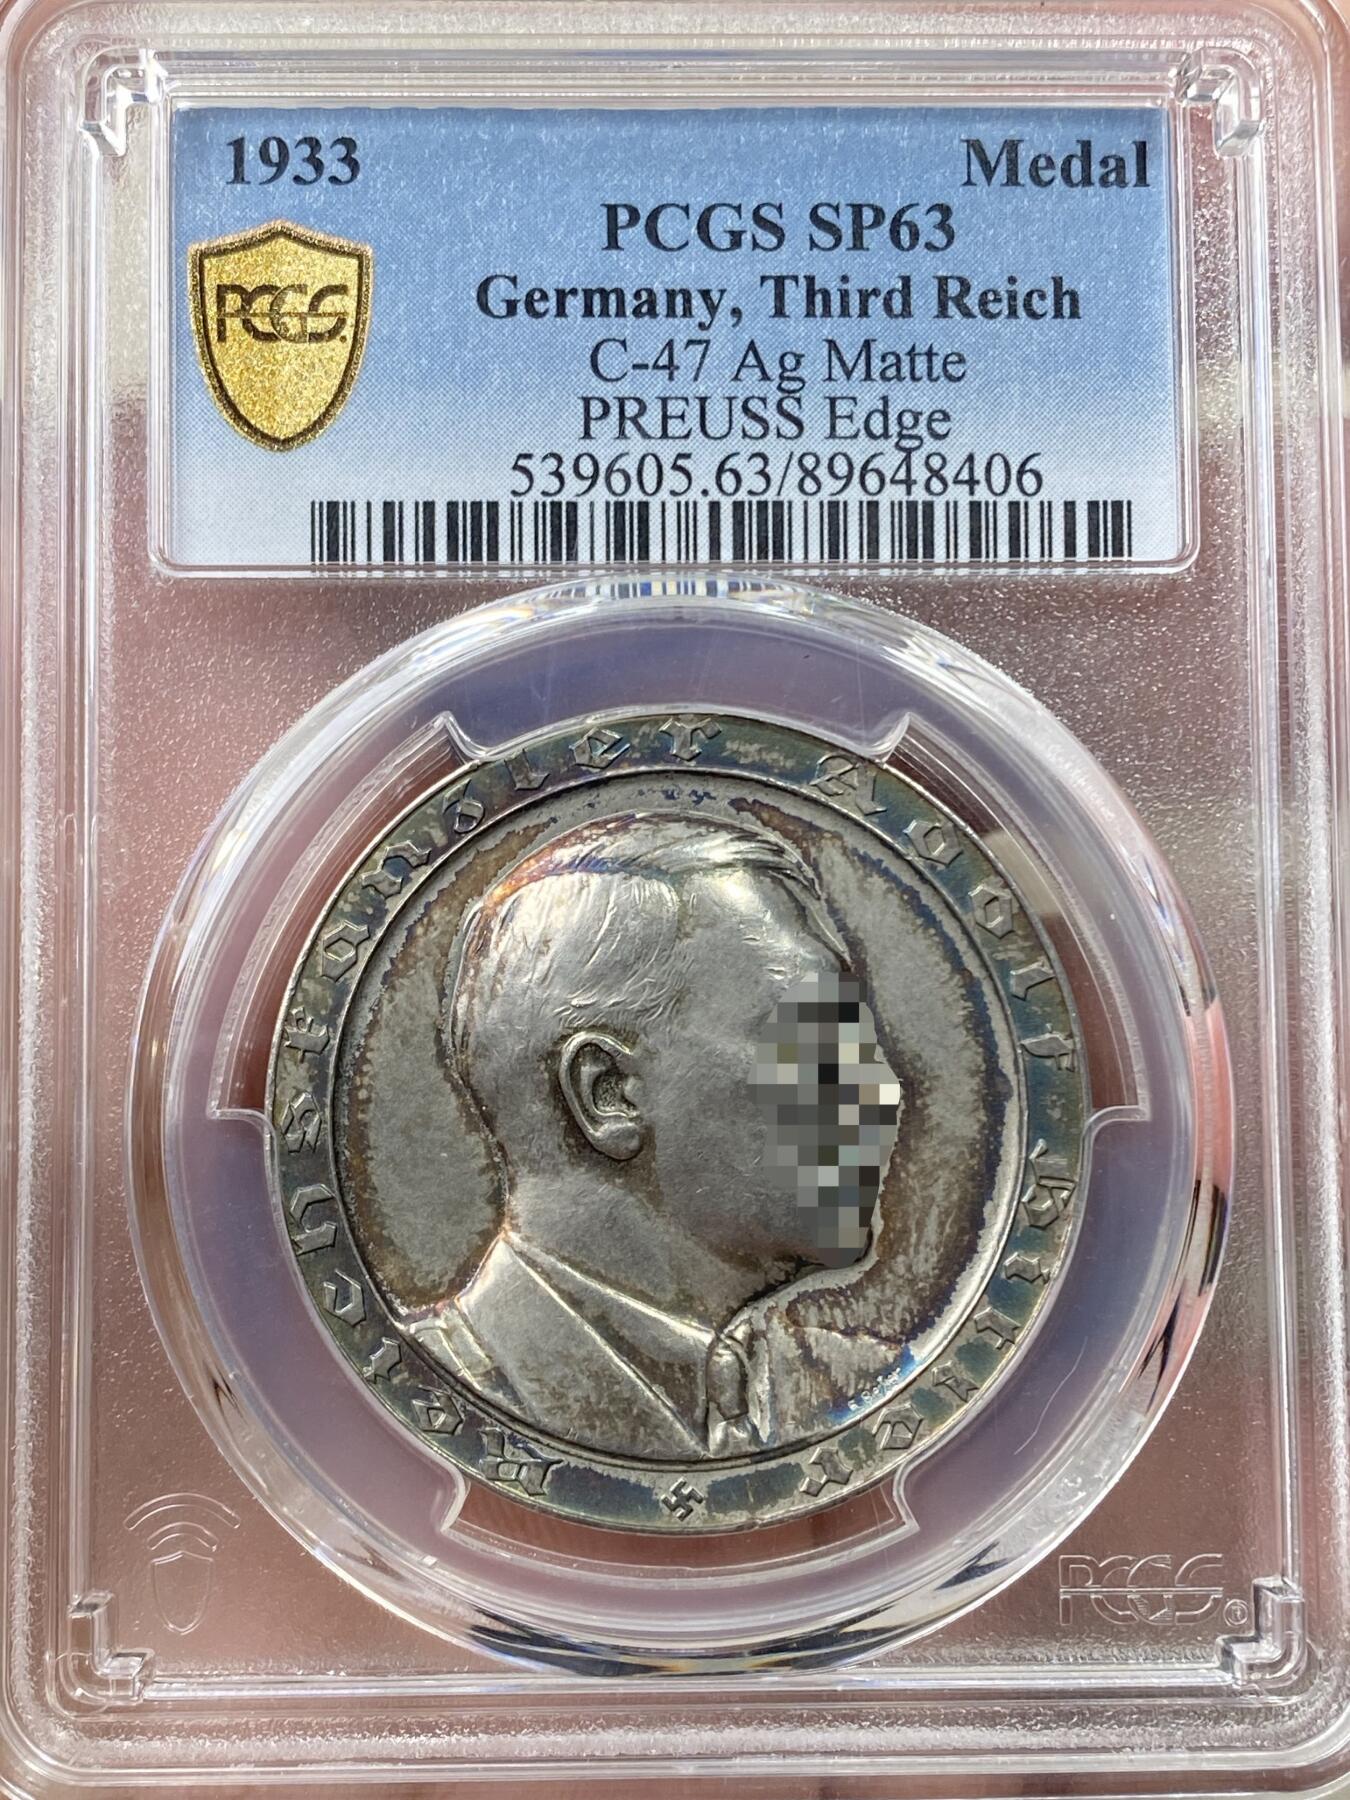 1933
Medal
PCGS SP63
PCGS
Germany, Third Reich
C-47 Ag Matte
PREUSS Edge
539605.63/89648406
Reichskanzler Adolf Hitler
PCGS